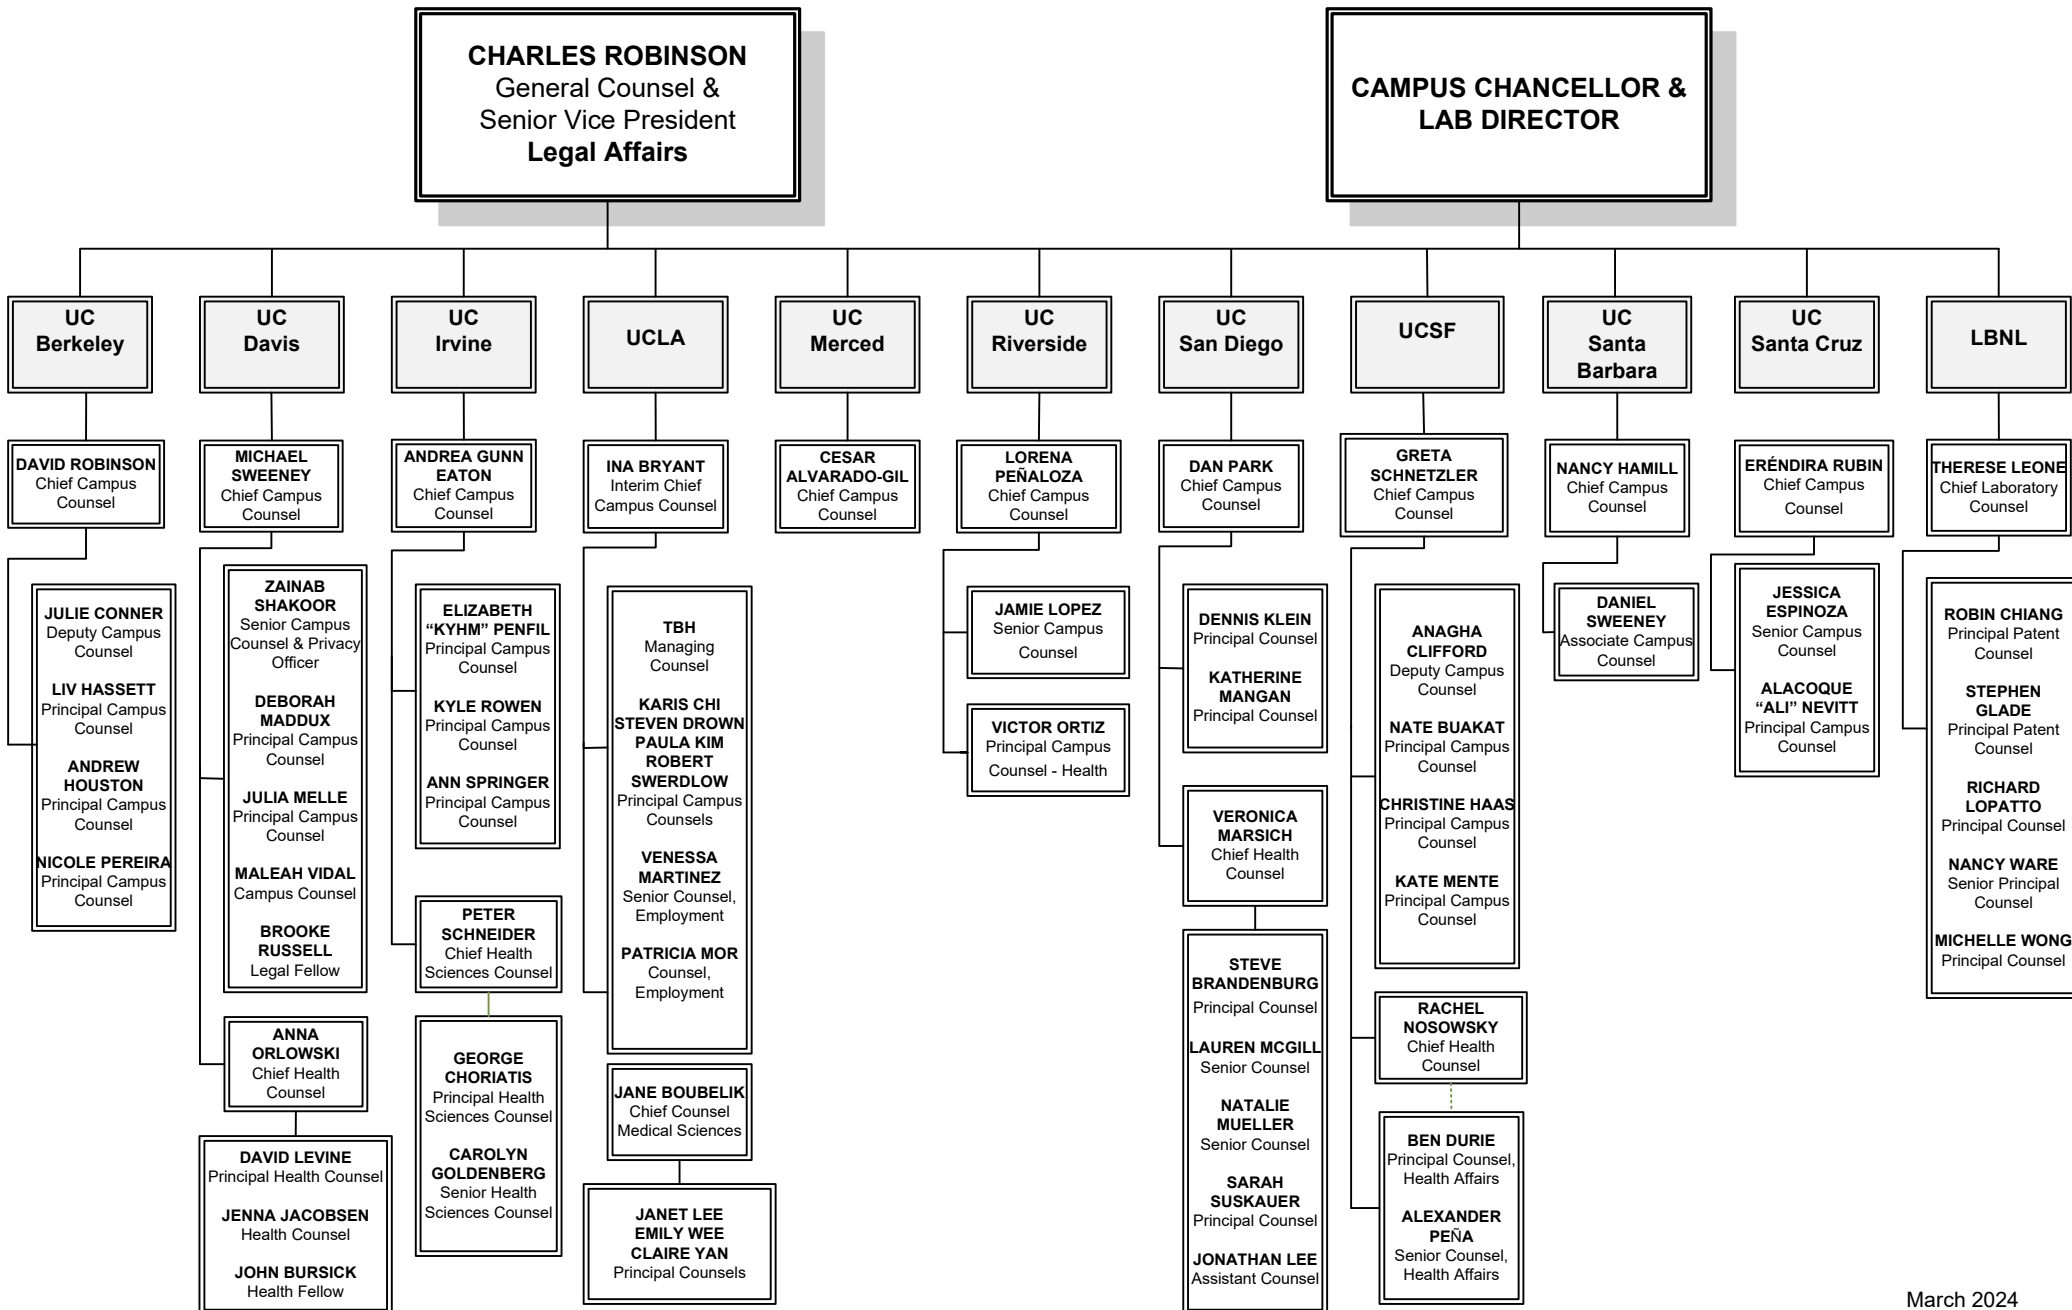 CHARLES ROBINSON
General Counsel &
Senior Vice President
Legal Affairs
CAMPUS CHANCELLOR &
LAB DIRECTOR
UC
Berkeley
UC
Davis
UC
Irvine
UCLA
UC
Merced
UC
Riverside
UC
San Diego
UCSF
UC
Santa
Barbara
UC
Santa Cruz
LBNL
DAVID ROBINSON
Chief Campus
Counsel
MICHAEL
SWEENEY
Chief Campus
Counsel
ANDREA GUNN
EATON
Chief Campus
Counsel
INA BRYANT
Interim Chief
Campus Counsel
CESAR
ALVARADO-GIL
Chief Campus
Counsel
LORENA
PEÑALOZA
Chief Campus
Counsel
DAN PARK
Chief Campus
Counsel
GRETA
SCHNETZLER
Chief Campus
Counsel
NANCY HAMILL
Chief Campus
Counsel
ERÉNDIRA RUBIN
Chief Campus
Counsel
THERESE LEONE
Chief Laboratory
Counsel
JULIE CONNER
Deputy Campus
Counsel
LIV HASSETT
Principal Campus
Counsel
ANDREW
HOUSTON
Principal Campus
Counsel
NICOLE PEREIRA
Principal Campus
Counsel
ZAINAB
SHAKOOR
Senior Campus
Counsel & Privacy
Officer
DEBORAH
MADDUX
Principal Campus
Counsel
JULIA MELLE
Principal Campus
Counsel
MALEAH VIDAL
Campus Counsel
BROOKE
RUSSELL
Legal Fellow
ANNA
ORLOWSKI
Chief Health
Counsel
DAVID LEVINE
Principal Health Counsel
JENNA JACOBSEN
Health Counsel
JOHN BURSICK
Health Fellow
ELIZABETH
“KYHM” PENFIL
Principal Campus
Counsel
KYLE ROWEN
Principal Campus
Counsel
ANN SPRINGER
Principal Campus
Counsel
PETER
SCHNEIDER
Chief Health
Sciences Counsel
GEORGE
CHORIATIS
Principal Health
Sciences Counsel
CAROLYN
GOLDENBERG
Senior Health
Sciences Counsel
TBH
Managing
Counsel
KARIS CHI
STEVEN DROWN
PAULA KIM
ROBERT
SWERDLOW
Principal Campus
Counsels
VENESSA
MARTINEZ
Senior Counsel,
Employment
PATRICIA MOR
Counsel,
Employment
JANE BOUBELIK
Chief Counsel
Medical Sciences
JANET LEE
EMILY WEE
CLAIRE YAN
Principal Counsels
JAMIE LOPEZ
Senior Campus
Counsel
VICTOR ORTIZ
Principal Campus
Counsel - Health
DENNIS KLEIN
Principal Counsel
KATHERINE
MANGAN
Principal Counsel
VERONICA
MARSICH
Chief Health
Counsel
STEVE
BRANDENBURG
Principal Counsel
LAUREN MCGILL
Senior Counsel
NATALIE
MUELLER
Senior Counsel
SARAH
SUSKAUER
Principal Counsel
JONATHAN LEE
Assistant Counsel
ANAGHA
CLIFFORD
Deputy Campus
Counsel
NATE BUAKAT
Principal Campus
Counsel
CHRISTINE HAAS
Principal Campus
Counsel
KATE MENTE
Principal Campus
Counsel
RACHEL
NOSOWSKY
Chief Health
Counsel
BEN DURIE
Principal Counsel,
Health Affairs
ALEXANDER
PEÑA
Senior Counsel,
Health Affairs
DANIEL
SWEENEY
Associate Campus
Counsel
JESSICA
ESPINOZA
Senior Campus
Counsel
ALACOQUE
“ALI” NEVITT
Principal Campus
Counsel
ROBIN CHIANG
Principal Patent
Counsel
STEPHEN
GLADE
Principal Patent
Counsel
RICHARD
LOPATTO
Principal Counsel
NANCY WARE
Senior Principal
Counsel
MICHELLE WONG
Principal Counsel
March 2024